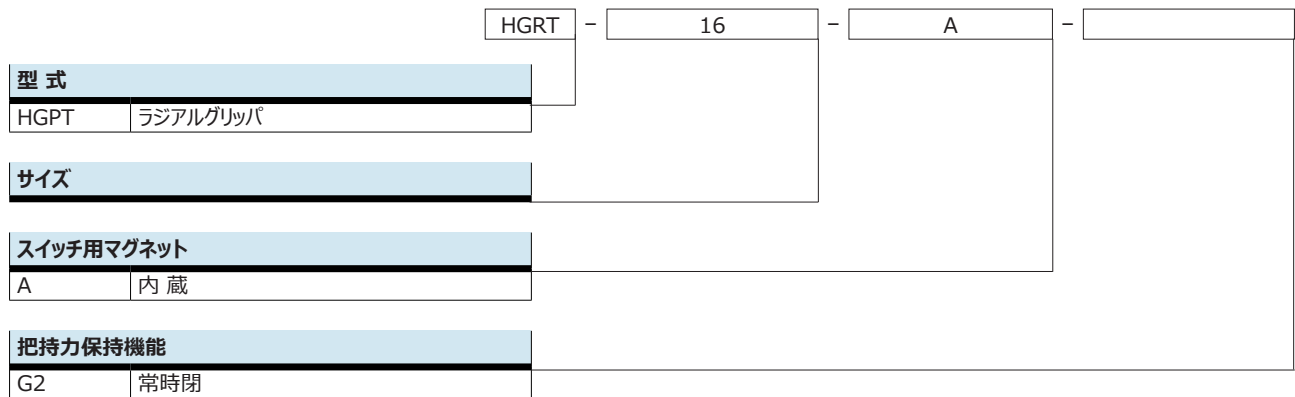 HGRT – 16 – A –
型 式
HGPT ラジアルグリッパ
サイズ
スイッチ用マグネット
A 内 蔵
把持力保持機能
G2 常時閉